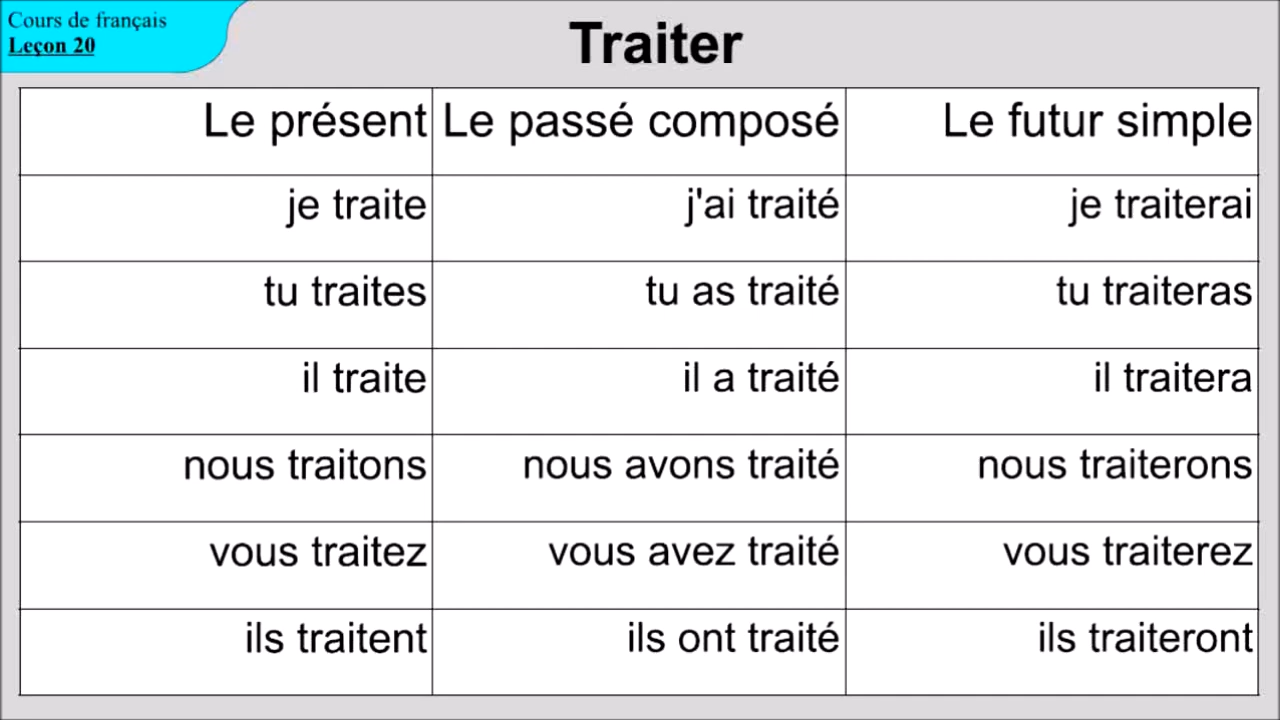 Cours de français
Leçon 20
Traiter
Le présent Le passé composé Le futur simple
je traite j'ai traité je traiterai
tu traites tu as traité tu traiteras
il traite il a traité il traitera
nous traitons nous avons traité nous traiterons
vous traitez vous avez traité vous traiterez
ils traitent ils ont traité ils traiteront